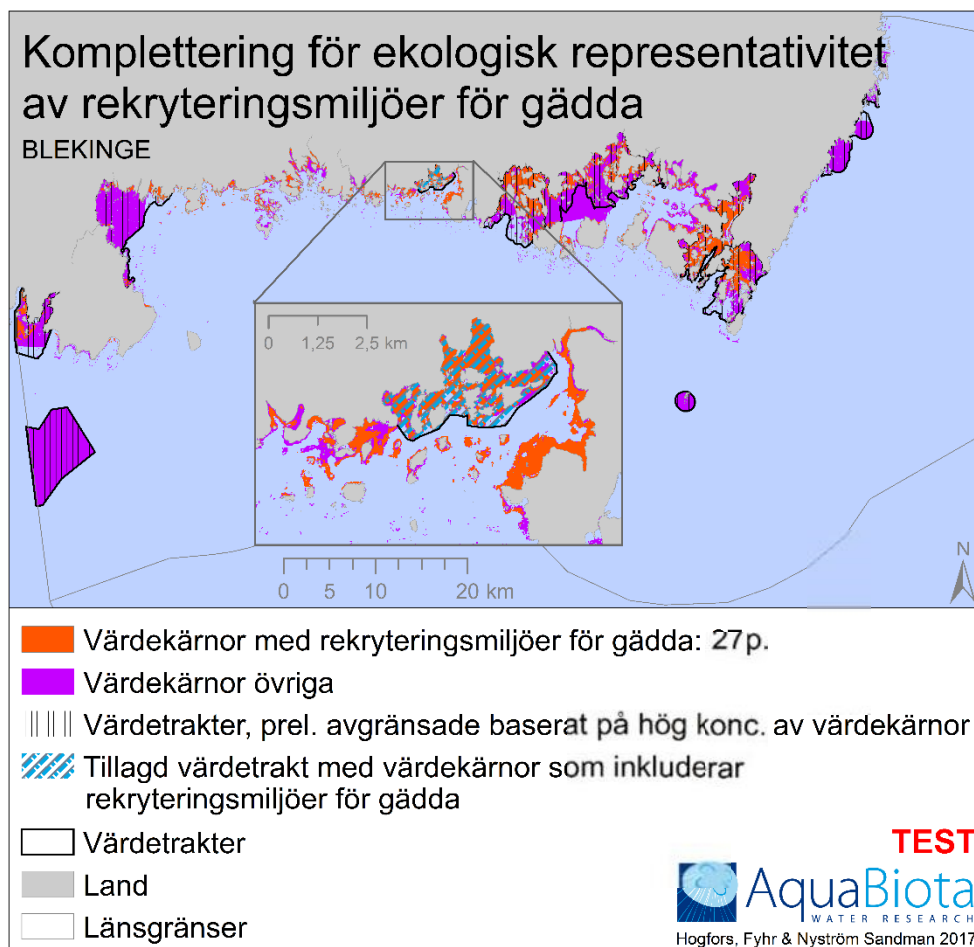 Komplettering för ekologisk representativitet
av rekryteringsmiljöer för gädda
BLEKINGE
0 1,25 2,5 km
0 5 10 20 km
N
Värdekärnor med rekryteringsmiljöer för gädda: 27p.
Värdekärnor övriga
Värdetrakter, prel. avgränsade baserat på hög konc. av värdekärnor
Tillagd värdetrakt med värdekärnor som inkluderar
rekryteringsmiljöer för gädda
Värdetrakter
Land
Länsgränser
TEST
AquaBiota
WATER RESEARCH
Hogfors, Fyhr & Nyström Sandman 2017